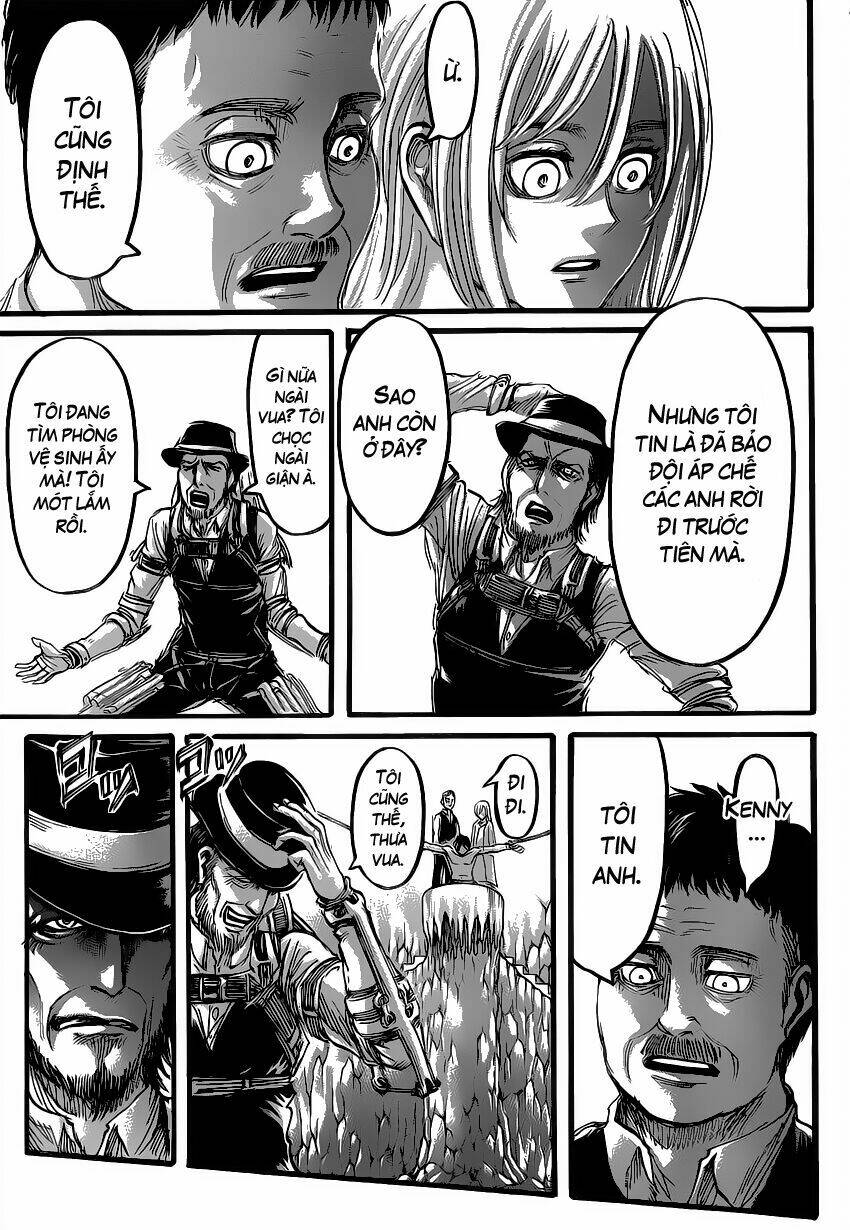 Ừ.
TÔI
CŨNG
ĐỊNH
THẾ.
NHƯNG TÔI
TIN LÀ ĐÃ BẢO
ĐỘI ÁP CHẾ
CÁC ANH RỜI
ĐI TRƯỚC
TIÊN MÀ.
SAO
ANH CÒN
Ở ĐÂY?
GÌ NỮA
NGÀI
VUA? TÔI
CHỌC
NGÀI
GIẬN À.
TÔI ĐANG
TÌM PHÒNG
VỆ SINH ẤY
MÀ! TÔI
MÓT LẮM
RỒI.
KENNY
...
TÔI
TIN
ANH.
ĐI
ĐI.
TÔI
CŨNG
THẾ,
THƯA
VUA.